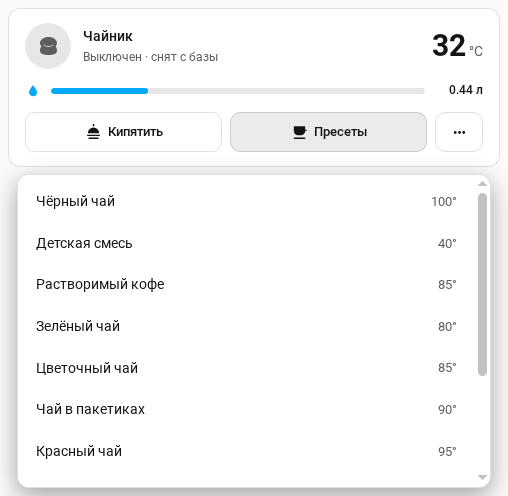 Чайник
32 °C
Выключен · снят с базы
0.44 л
Кипятить
Пресеты
Чёрный чай 100°
Детская смесь 40°
Растворимый кофе 85°
Зелёный чай 80°
Цветочный чай 85°
Чай в пакетиках 90°
Красный чай 95°